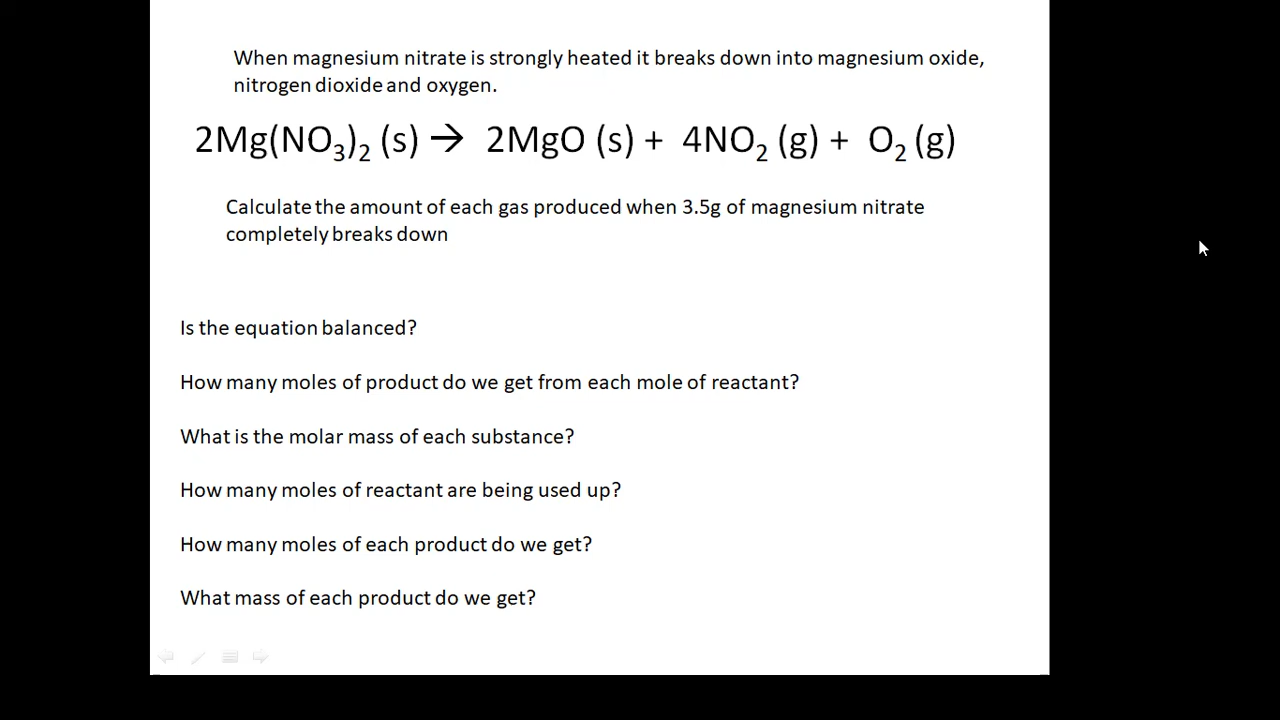 When magnesium nitrate is strongly heated it breaks down into magnesium oxide,
nitrogen dioxide and oxygen.
2Mg(NO₃)₂ (s) → 2MgO (s) + 4NO₂ (g) + O₂ (g)
Calculate the amount of each gas produced when 3.5g of magnesium nitrate
completely breaks down
Is the equation balanced?
How many moles of product do we get from each mole of reactant?
What is the molar mass of each substance?
How many moles of reactant are being used up?
How many moles of each product do we get?
What mass of each product do we get?